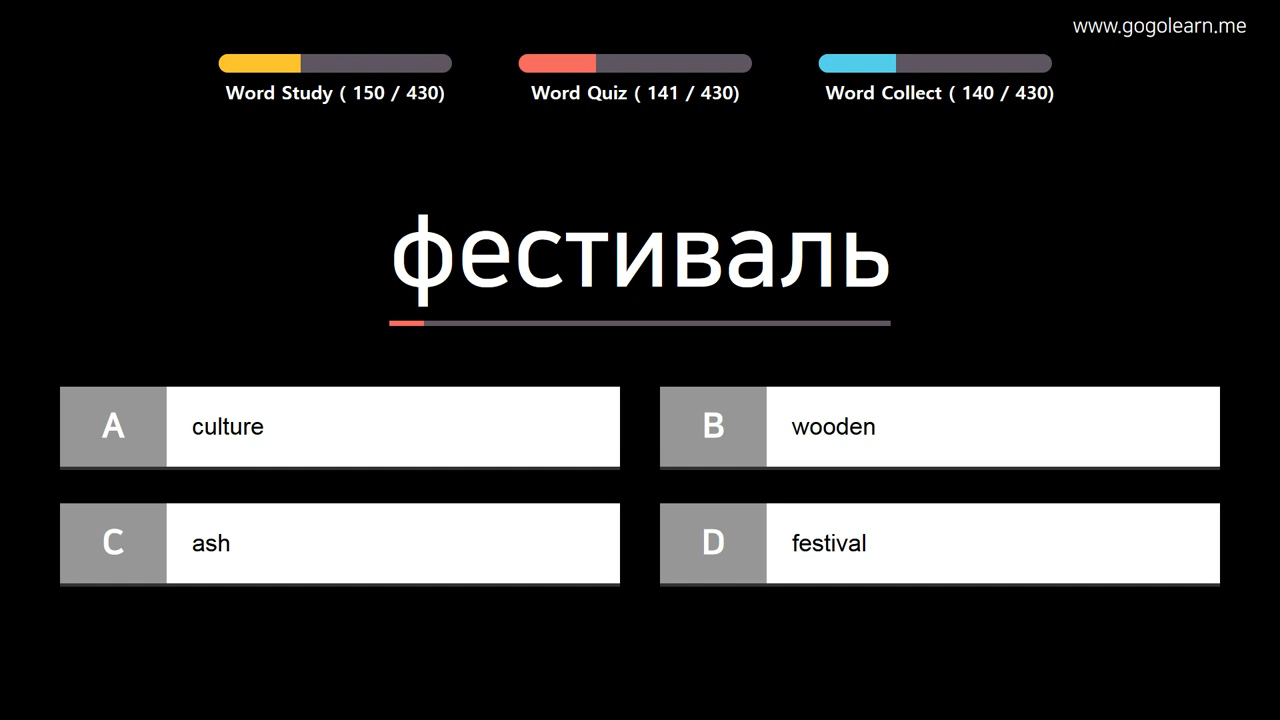 www.gogolearn.me
Word Study ( 150 / 430)
Word Quiz ( 141 / 430)
Word Collect ( 140 / 430)
фестиваль
A culture
B wooden
C ash
D festival